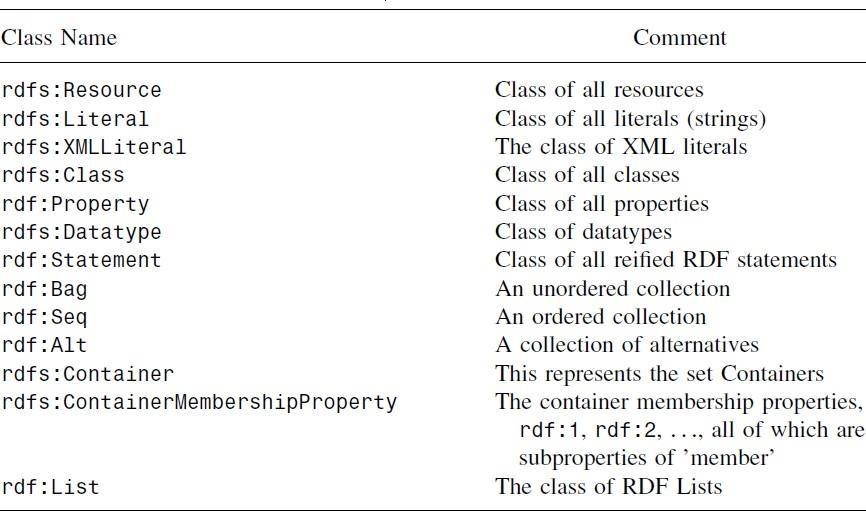 Class Name Comment
rdfs:Resource Class of all resources
rdfs:Literal Class of all literals (strings)
rdfs:XMLLiteral The class of XML literals
rdfs:Class Class of all classes
rdf:Property Class of all properties
rdfs:Datatype Class of datatypes
rdf:Statement Class of all reified RDF statements
rdf:Bag An unordered collection
rdf:Seq An ordered collection
rdf:Alt A collection of alternatives
rdfs:Container This represents the set Containers
rdfs:ContainerMembershipProperty The container membership properties,
rdf:1, rdf:2, ..., all of which are
subproperties of 'member'
rdf:List The class of RDF Lists